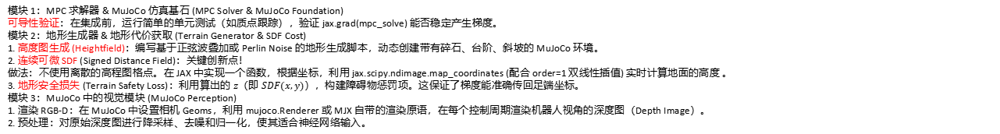 模块 1：MPC 求解器 & MuJoCo 仿真基石 (MPC Solver & MuJoCo Foundation)
可导性验证：在集成前，运行简单的单元测试（如质点跟踪），验证 jax.grad(mpc_solve) 能否稳定产生梯度。
模块 2：地形生成器 & 地形代价获取 (Terrain Generator & SDF Cost)
1. 高度图生成 (Heightfield)：编写基于正弦波叠加或 Perlin Noise 的地形生成脚本，动态创建带有碎石、台阶、斜坡的 MuJoCo 环境。
2. 连续可微 SDF (Signed Distance Field)：关键创新点！
做法：不使用离散的高程图格点。在 JAX 中实现一个函数，根据坐标，利用 jax.scipy.ndimage.map_coordinates (配合 order=1 双线性插值) 实时计算地面的高度 。
3. 地形安全损失 (Terrain Safety Loss)：利用算出的 z（即 SDF(x, y)），构建障碍物惩罚项。这保证了梯度能准确传回足端坐标。
模块 3：MuJoCo 中的视觉模块 (MuJoCo Perception)
1. 渲染 RGB-D：在 MuJoCo 中设置相机 Geoms，利用 mujoco.Renderer 或 MJX 自带的渲染原语，在每个控制周期渲染机器人视角的深度图（Depth Image）。
2. 预处理：对原始深度图进行降采样、去噪和归一化，使其适合神经网络输入。